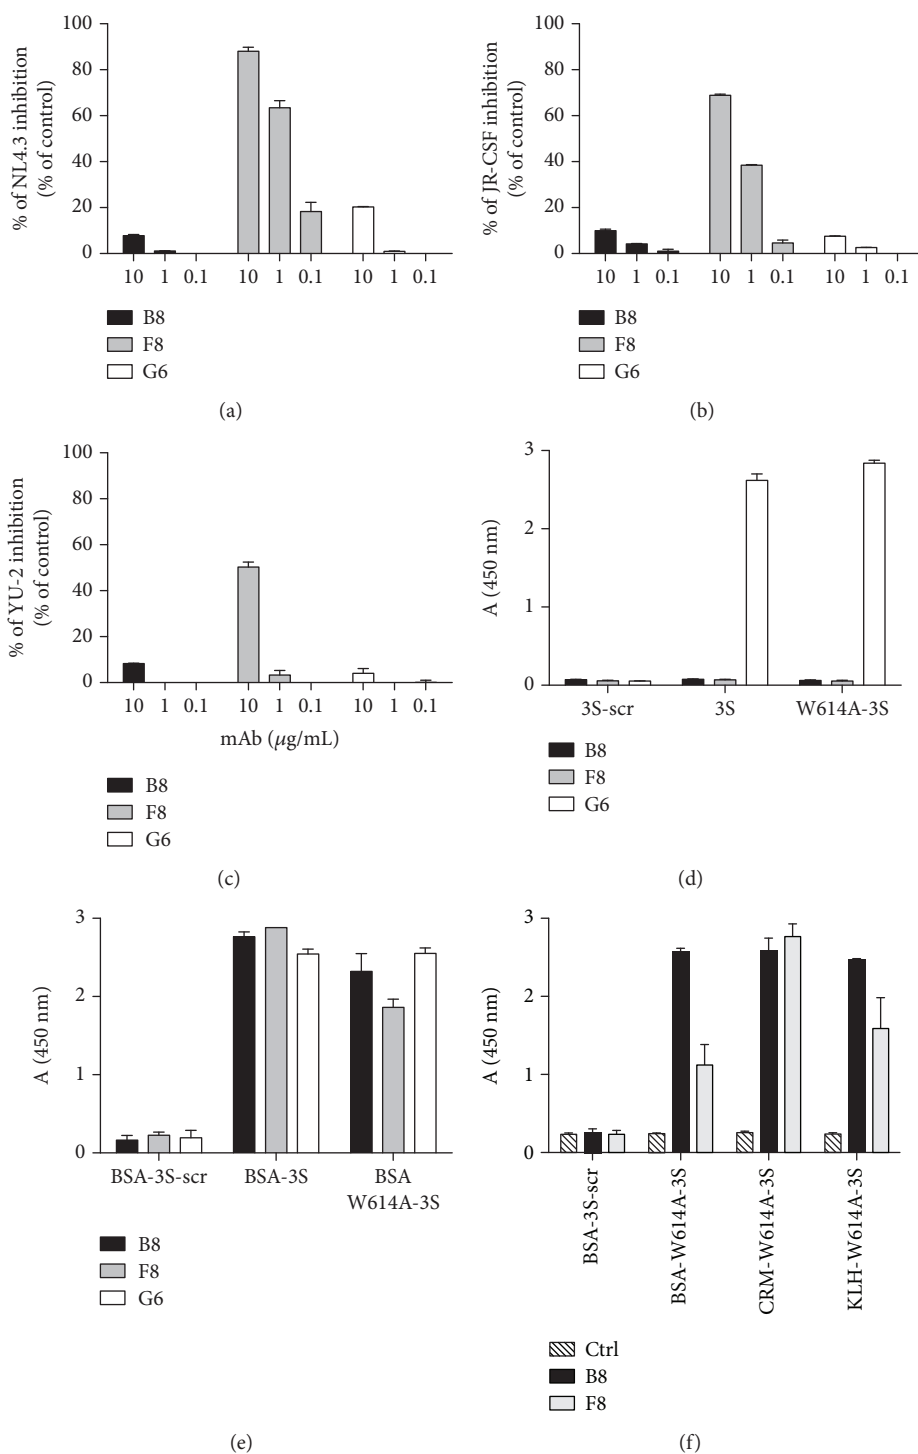 % of NL4.3 inhibition
(% of control)
100
80
60
40
20
0
10 1 0.1 10 1 0.1 10 1 0.1
B8
F8
G6
(a)
% of JR-CSF inhibition
(% of control)
100
80
60
40
20
0
10 1 0.1 10 1 0.1 10 1 0.1
B8
F8
G6
(b)
% of YU-2 inhibition
(% of control)
100
80
60
40
20
0
10 1 0.1 10 1 0.1 10 1 0.1
mAb (μg/mL)
B8
F8
G6
(c)
A (450 nm)
3
2
1
0
3S-scr 3S W614A-3S
B8
F8
G6
(d)
A (450 nm)
3
2
1
0
BSA-3S-scr BSA-3S BSA
W614A-3S
B8
F8
G6
(e)
A (450 nm)
3
2
1
0
BSA-3S-scr
BSA-W614A-3S
CRM-W614A-3S
KLH-W614A-3S
Ctrl
B8
F8
(f)